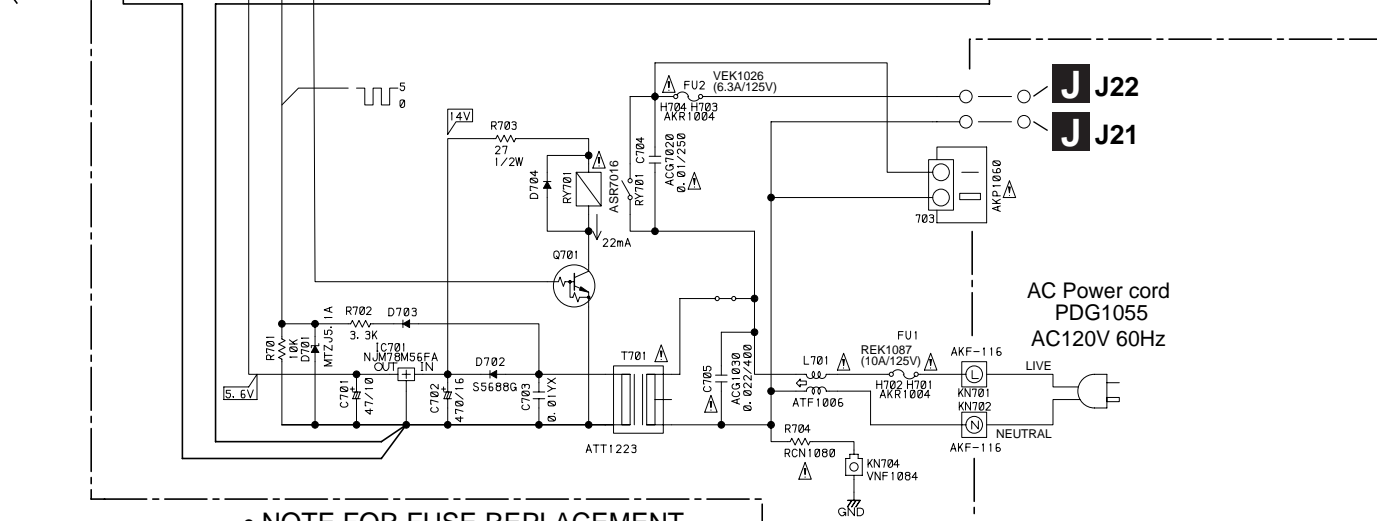 5
0
14V
R703
27
1/2W
D704
RY701
ASR7016
22mA
Q701
RY701
C704
ACG7020
0.01/250
FU2
VEK1026
(6.3A/125V)
H704 H703
AKR1004
J J22
J J21
703
AKP1060
AC Power cord
PDG1055
AC120V 60Hz
R701
10K
D701
MTZJ5.1A
R702
3.3K
D703
IC701
NJM78M56FA
OUT
IN
5.6V
C701
47/10
C702
470/16
D702
S5688G
C703
0.01YX
T701
ATT1223
C705
ACG1030
0.022/400
L701
ATF1006
FU1
REK1087
(10A/125V)
H702 H701
AKR1004
AKF-116
L
KN701
KN702
N
AKF-116
LIVE
NEUTRAL
R704
RCN1080
KN704
VNF1084
GND
• NOTE FOR FUSE REPLACEMENT